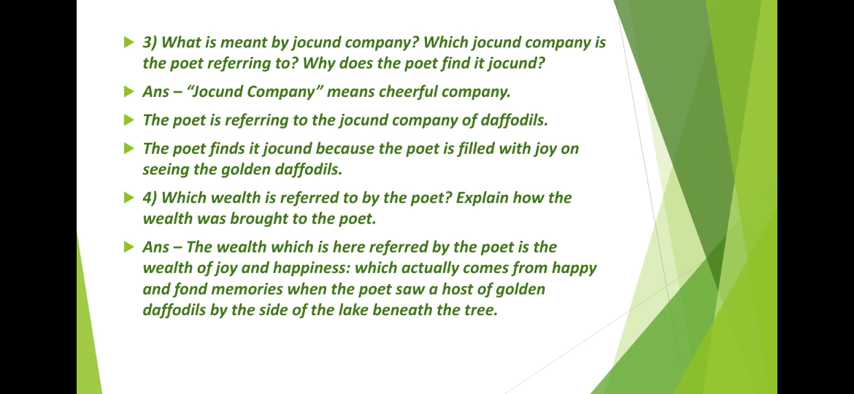 3) What is meant by jocund company? Which jocund company is
the poet referring to? Why does the poet find it jocund?
Ans – “Jocund Company” means cheerful company.
The poet is referring to the jocund company of daffodils.
The poet finds it jocund because the poet is filled with joy on
seeing the golden daffodils.
4) Which wealth is referred to by the poet? Explain how the
wealth was brought to the poet.
Ans – The wealth which is here referred by the poet is the
wealth of joy and happiness: which actually comes from happy
and fond memories when the poet saw a host of golden
daffodils by the side of the lake beneath the tree.